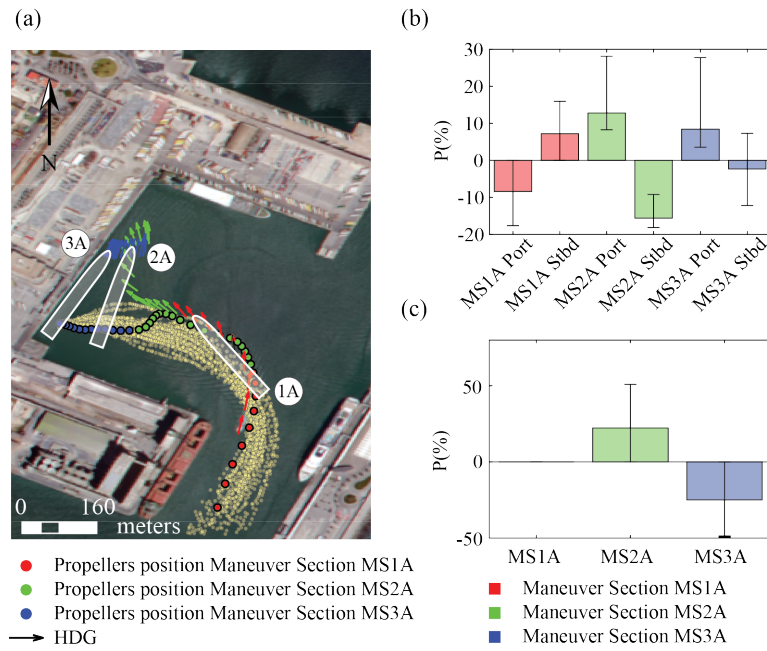 (a)
N
3A
2A
1A
0 160
meters
Propellers position Maneuver Section MS1A
Propellers position Maneuver Section MS2A
Propellers position Maneuver Section MS3A
HDG
(b)
P(%)
30
20
10
0
-10
-20
MS1A Port
MS1A Stbd
MS2A Port
MS2A Stbd
MS3A Port
MS3A Stbd
(c)
P(%)
50
0
-50
MS1A MS2A MS3A
Maneuver Section MS1A
Maneuver Section MS2A
Maneuver Section MS3A